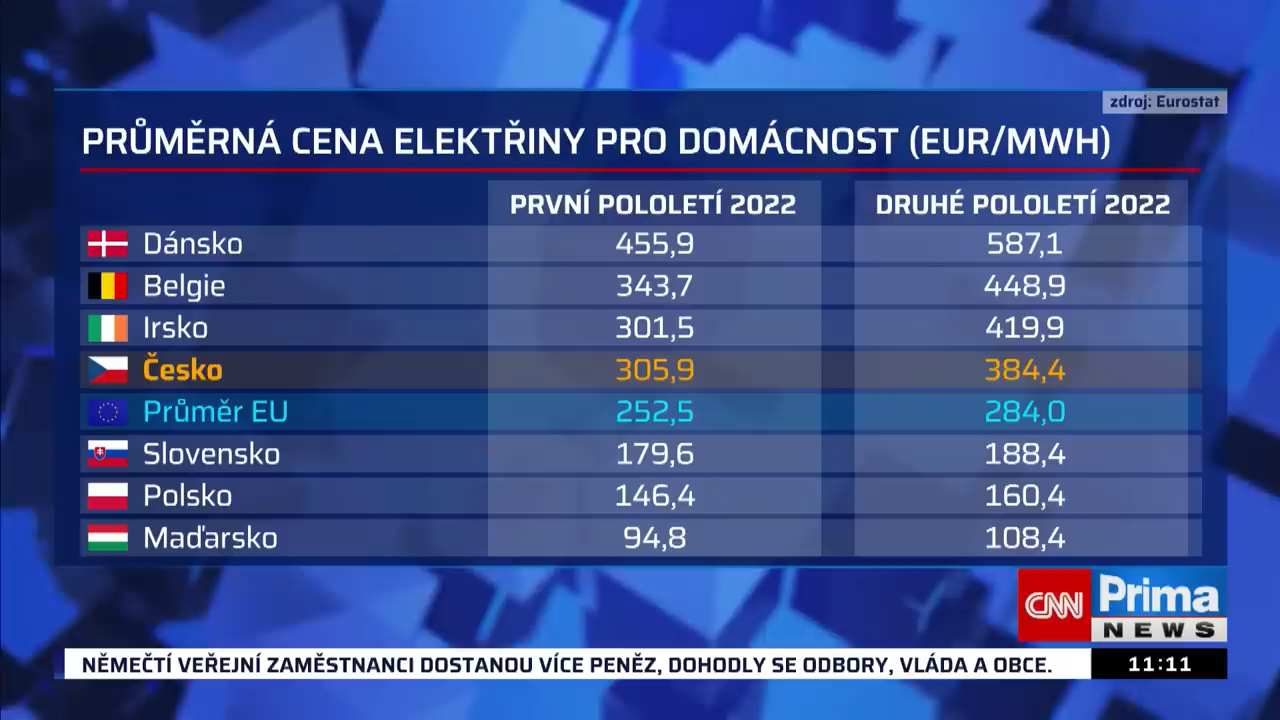 zdroj: Eurostat
PRŮMĚRNÁ CENA ELEKTŘINY PRO DOMÁCNOST (EUR/MWH)
PRVNÍ POLOLETÍ 2022 DRUHÉ POLOLETÍ 2022
Dánsko 455,9 587,1
Belgie 343,7 448,9
Irsko 301,5 419,9
Česko 305,9 384,4
Průměr EU 252,5 284,0
Slovensko 179,6 188,4
Polsko 146,4 160,4
Maďarsko 94,8 108,4
CNN Prima
NEWS
NĚMEČTÍ VEŘEJNÍ ZAMĚSTNANCI DOSTANOU VÍCE PENĚZ, DOHODLY SE ODBORY, VLÁDA A OBCE. 11:11